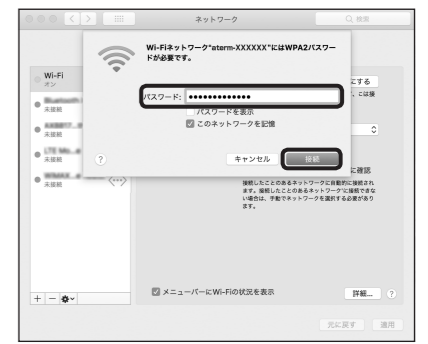 ネットワーク
検索
Wi-Fiネットワーク"aterm-XXXXXX"にはWPA2パスワー
ドが必要です。
パスワード: •••••••••••••
パスワードを表示
このネットワークを記憶
? キャンセル 接続
Wi-Fi
オン
にする
未接続
未接続
未接続
未接続
に確認
接続したことのあるネットワークに自動的に接続され
ます。接続したことのあるネットワークに接続できな
い場合は、手動でネットワークを選択する必要があり
ます。
メニューバーにWi-Fiの状況を表示
詳細... ?
+ −
元に戻す 適用